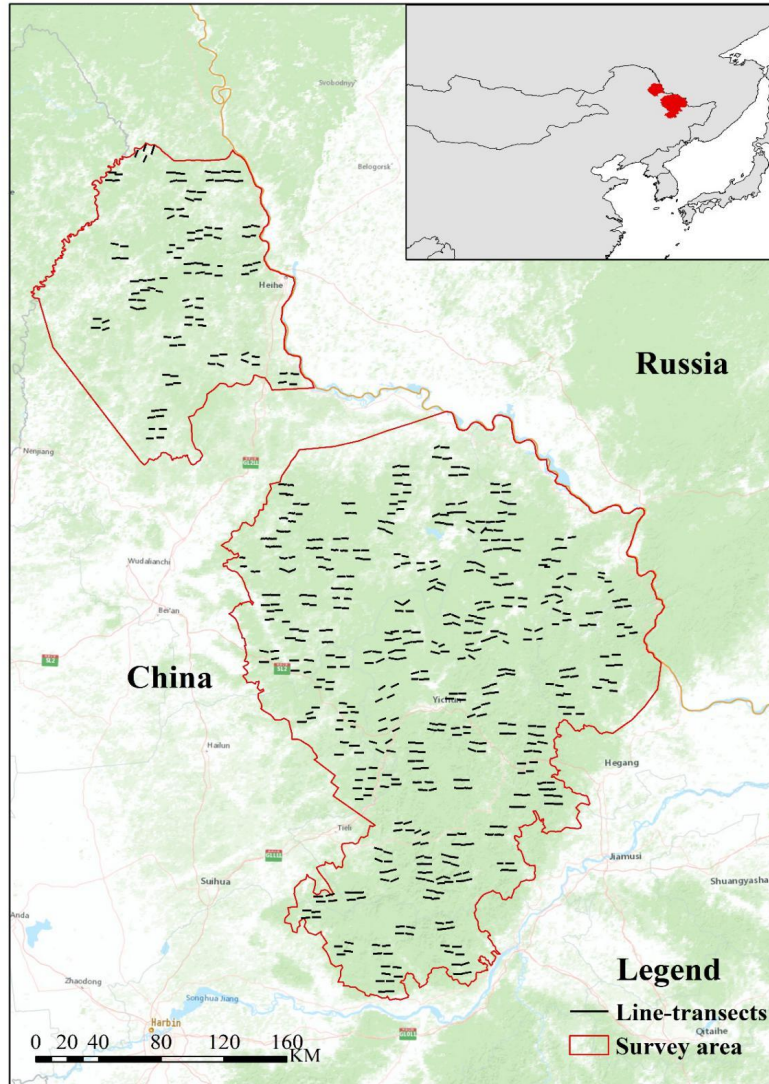 Svobodnyy
Belogorsk
Heihe
Russia
Nenjiang
Wudalianchi
Bei'an
China
Yichun
Hailun
Hegang
Tieli
Suihua
Jiamusi
Shuangyasha
Anda
Zhaodong
Legend
Songhua Jiang
Line-transects
Harbin
Qitaihe
Survey area
0 20 40 80 120 160
KM